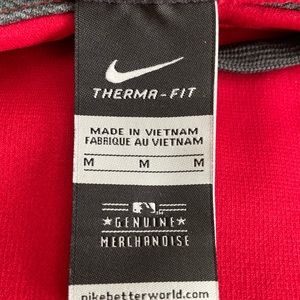 THERMA-FIT
MADE IN VIETNAM
FABRIQUE AU VIETNAM
M M M
GENUINE
MERCHANDISE
nikebetterworld.com